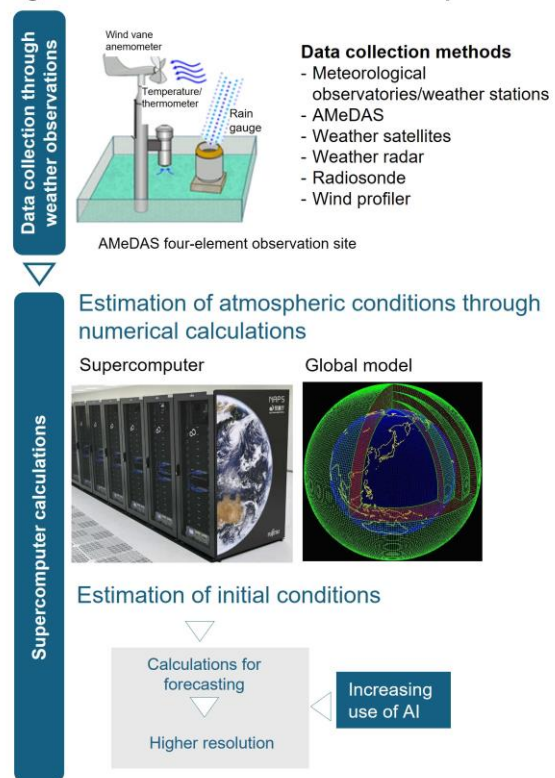 Data collection through
weather observations
Wind vane
anemometer
Temperature/
thermometer
Rain
gauge
AMeDAS four-element observation site
Data collection methods
- Meteorological
observatories/weather stations
- AMeDAS
- Weather satellites
- Weather radar
- Radiosonde
- Wind profiler
Supercomputer calculations
Estimation of atmospheric conditions through
numerical calculations
Supercomputer
Global model
NAPS
Estimation of initial conditions
Calculations for
forecasting
Higher resolution
Increasing
use of AI